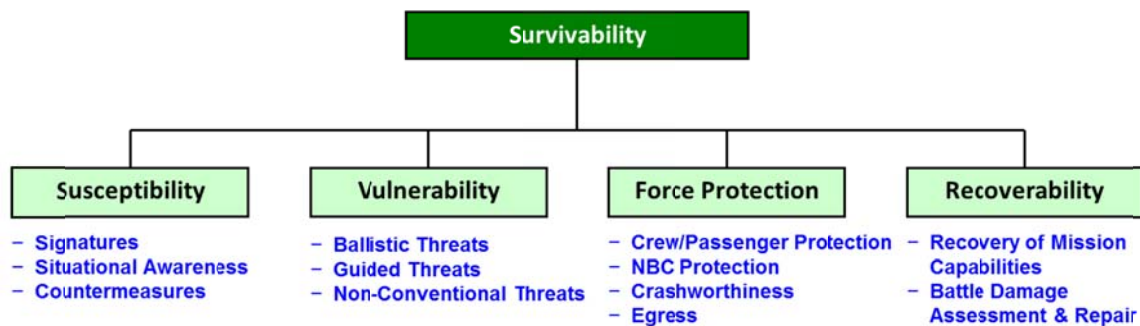 Survivability
Susceptibility
– Signatures
– Situational Awareness
– Countermeasures
Vulnerability
– Ballistic Threats
– Guided Threats
– Non-Conventional Threats
Force Protection
– Crew/Passenger Protection
– NBC Protection
– Crashworthiness
– Egress
Recoverability
– Recovery of Mission
Capabilities
– Battle Damage
Assessment & Repair